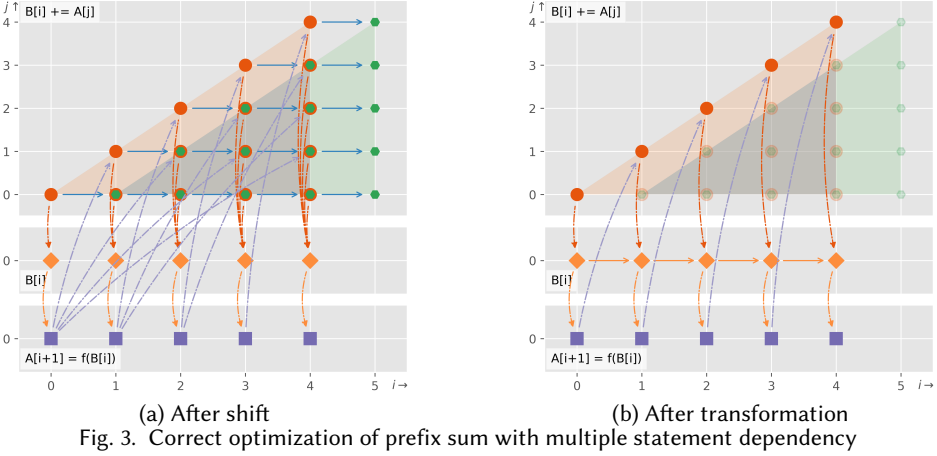 j↑
B[i] += A[j]
4
3
2
1
0
0
B[i]
0
A[i+1] = f(B[i])
0 1 2 3 4 5 i→
(a) After shift
j↑
B[i] += A[j]
4
3
2
1
0
0
B[i]
0
A[i+1] = f(B[i])
0 1 2 3 4 5 i→
(b) After transformation
Fig. 3. Correct optimization of prefix sum with multiple statement dependency